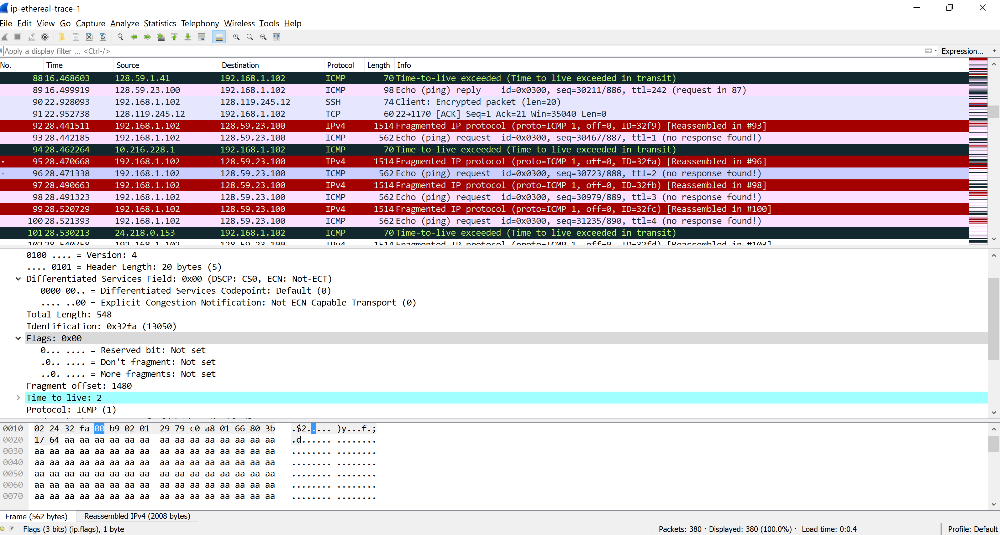 ip-ethereal-trace-1
File Edit View Go Capture Analyze Statistics Telephony Wireless Tools Help
Apply a display filter ... <Ctrl-/> Expression... +
No. Time Source Destination Protocol Length Info
88 16.468603 128.59.1.41 192.168.1.102 ICMP 70 Time-to-live exceeded (Time to live exceeded in transit)
89 16.499919 128.59.23.100 192.168.1.102 ICMP 98 Echo (ping) reply id=0x0300, seq=30211/886, ttl=242 (request in 87)
90 22.928093 192.168.1.102 128.119.245.12 SSH 74 Client: Encrypted packet (len=20)
91 22.952738 128.119.245.12 192.168.1.102 TCP 60 22→1170 [ACK] Seq=1 Ack=21 Win=35040 Len=0
92 28.441511 192.168.1.102 128.59.23.100 IPv4 1514 Fragmented IP protocol (proto=ICMP 1, off=0, ID=32f9) [Reassembled in #93]
93 28.442185 192.168.1.102 128.59.23.100 ICMP 562 Echo (ping) request id=0x0300, seq=30467/887, ttl=1 (no response found!)
94 28.462264 10.216.228.1 192.168.1.102 ICMP 70 Time-to-live exceeded (Time to live exceeded in transit)
95 28.470668 192.168.1.102 128.59.23.100 IPv4 1514 Fragmented IP protocol (proto=ICMP 1, off=0, ID=32fa) [Reassembled in #96]
96 28.471338 192.168.1.102 128.59.23.100 ICMP 562 Echo (ping) request id=0x0300, seq=30723/888, ttl=2 (no response found!)
97 28.490663 192.168.1.102 128.59.23.100 IPv4 1514 Fragmented IP protocol (proto=ICMP 1, off=0, ID=32fb) [Reassembled in #98]
98 28.491323 192.168.1.102 128.59.23.100 ICMP 562 Echo (ping) request id=0x0300, seq=30979/889, ttl=3 (no response found!)
99 28.520729 192.168.1.102 128.59.23.100 IPv4 1514 Fragmented IP protocol (proto=ICMP 1, off=0, ID=32fc) [Reassembled in #100]
100 28.521393 192.168.1.102 128.59.23.100 ICMP 562 Echo (ping) request id=0x0300, seq=31235/890, ttl=4 (no response found!)
101 28.530213 24.218.0.153 192.168.1.102 ICMP 70 Time-to-live exceeded (Time to live exceeded in transit)
102 28.540758 192.168.1.102 128.59.23.100 IPv4 1514 Fragmented IP protocol (proto=ICMP 1, off=0, ID=32fd) [Reassembled in #103]
0100 .... = Version: 4
.... 0101 = Header Length: 20 bytes (5)
Differentiated Services Field: 0x00 (DSCP: CS0, ECN: Not-ECT)
0000 00.. = Differentiated Services Codepoint: Default (0)
.... ..00 = Explicit Congestion Notification: Not ECN-Capable Transport (0)
Total Length: 548
Identification: 0x32fa (13050)
Flags: 0x00
0... .... = Reserved bit: Not set
.0.. .... = Don't fragment: Not set
..0. .... = More fragments: Not set
Fragment offset: 1480
Time to live: 2
Protocol: ICMP (1)
0010 02 24 32 fa 00 b9 02 01 29 79 c0 a8 01 66 80 3b .$2..... )y...f.;
0020 17 64 aa aa aa aa aa aa aa aa aa aa aa aa aa aa .d...... ........
0030 aa aa aa aa aa aa aa aa aa aa aa aa aa aa aa aa ........ ........
0040 aa aa aa aa aa aa aa aa aa aa aa aa aa aa aa aa ........ ........
0050 aa aa aa aa aa aa aa aa aa aa aa aa aa aa aa aa ........ ........
0060 aa aa aa aa aa aa aa aa aa aa aa aa aa aa aa aa ........ ........
0070 aa aa aa aa aa aa aa aa aa aa aa aa aa aa aa aa ........ ........
Frame (562 bytes) Reassembled IPv4 (2008 bytes)
Flags (3 bits) (ip.flags), 1 byte Packets: 380 · Displayed: 380 (100.0%) · Load time: 0:0.4 Profile: Default